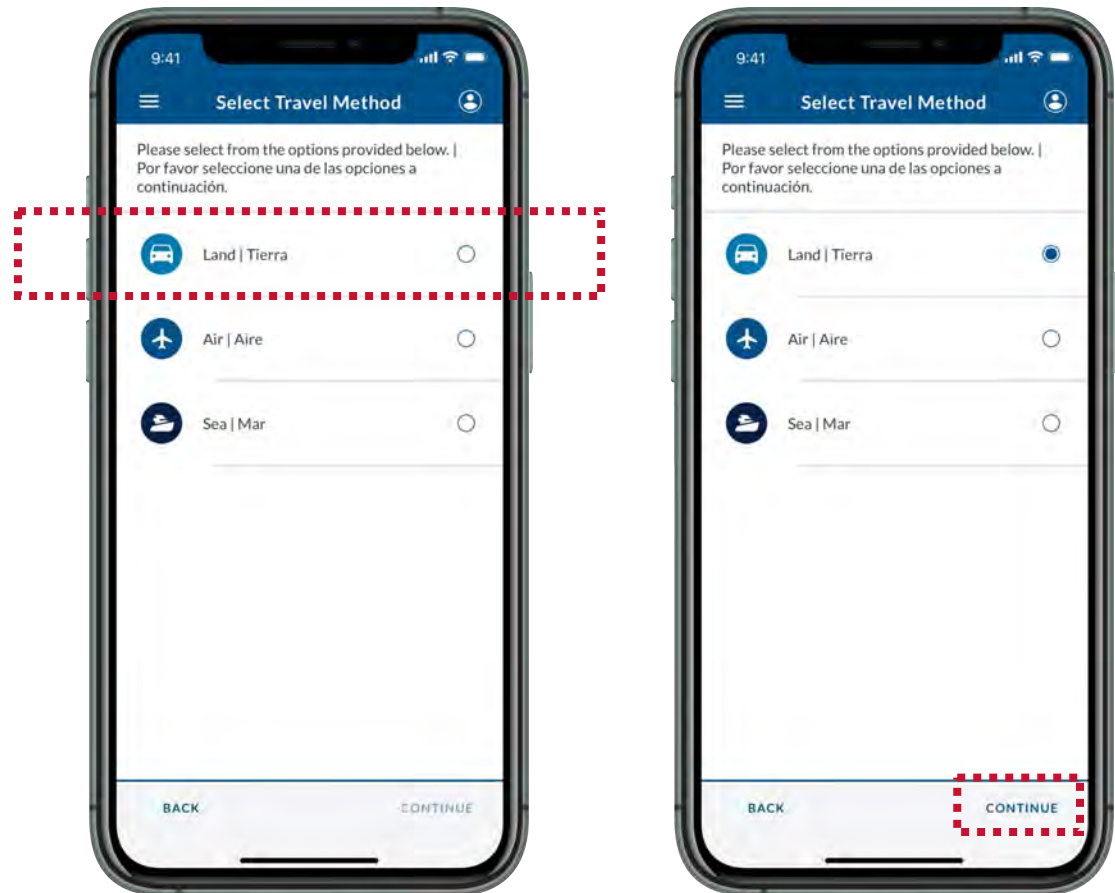 9:41
Select Travel Method
Please select from the options provided below. |
Por favor seleccione una de las opciones a
continuación.
Land | Tierra
Air | Aire
Sea | Mar
BACK
CONTINUE
9:41
Select Travel Method
Please select from the options provided below. |
Por favor seleccione una de las opciones a
continuación.
Land | Tierra
Air | Aire
Sea | Mar
BACK
CONTINUE